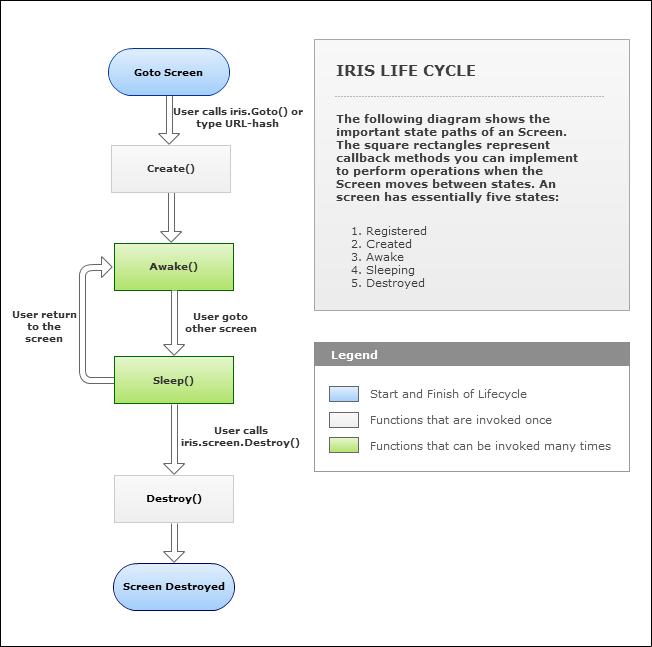 Goto Screen
User calls iris.Goto() or
type URL-hash
Create()
Awake()
User return
to the
screen
User goto
other screen
Sleep()
User calls
iris.screen.Destroy()
Destroy()
Screen Destroyed
IRIS LIFE CYCLE
The following diagram shows the
important state paths of an Screen.
The square rectangles represent
callback methods you can implement
to perform operations when the
Screen moves between states. An
screen has essentially five states:
1. Registered
2. Created
3. Awake
4. Sleeping
5. Destroyed
Legend
Start and Finish of Lifecycle
Functions that are invoked once
Functions that can be invoked many times